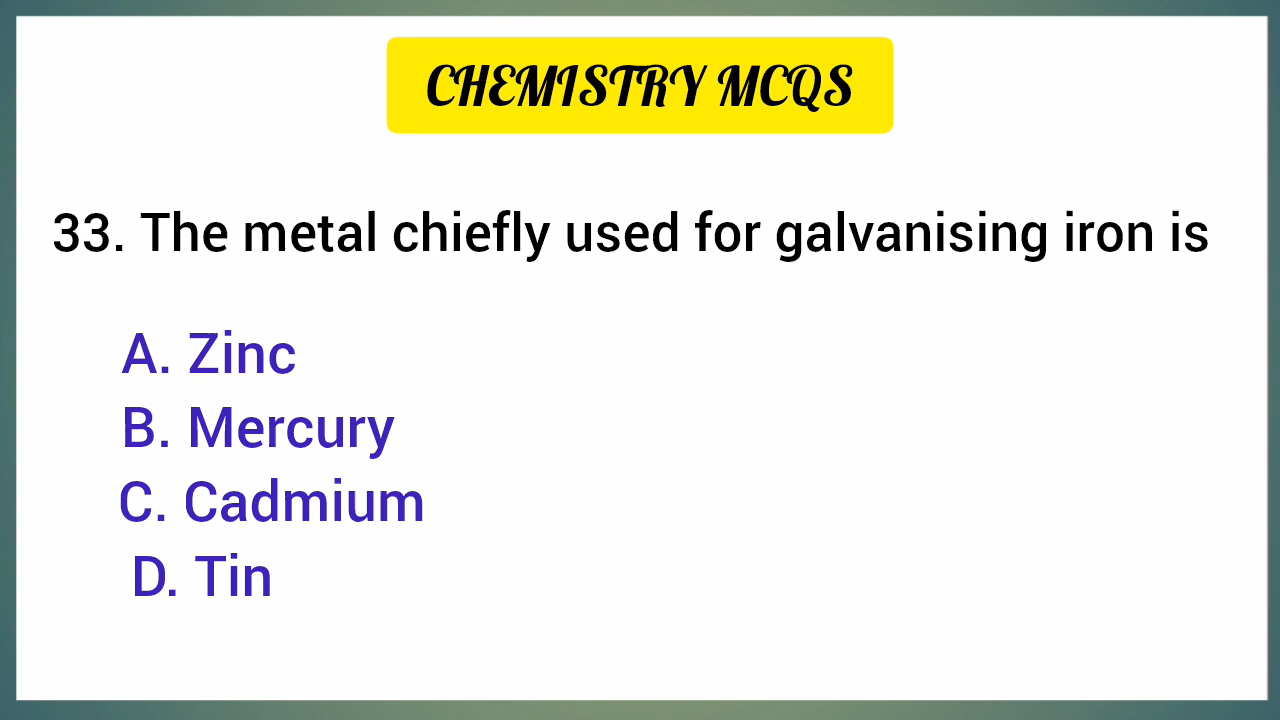 CHEMISTRY MCQS
33. The metal chiefly used for galvanising iron is
A. Zinc
B. Mercury
C. Cadmium
D. Tin